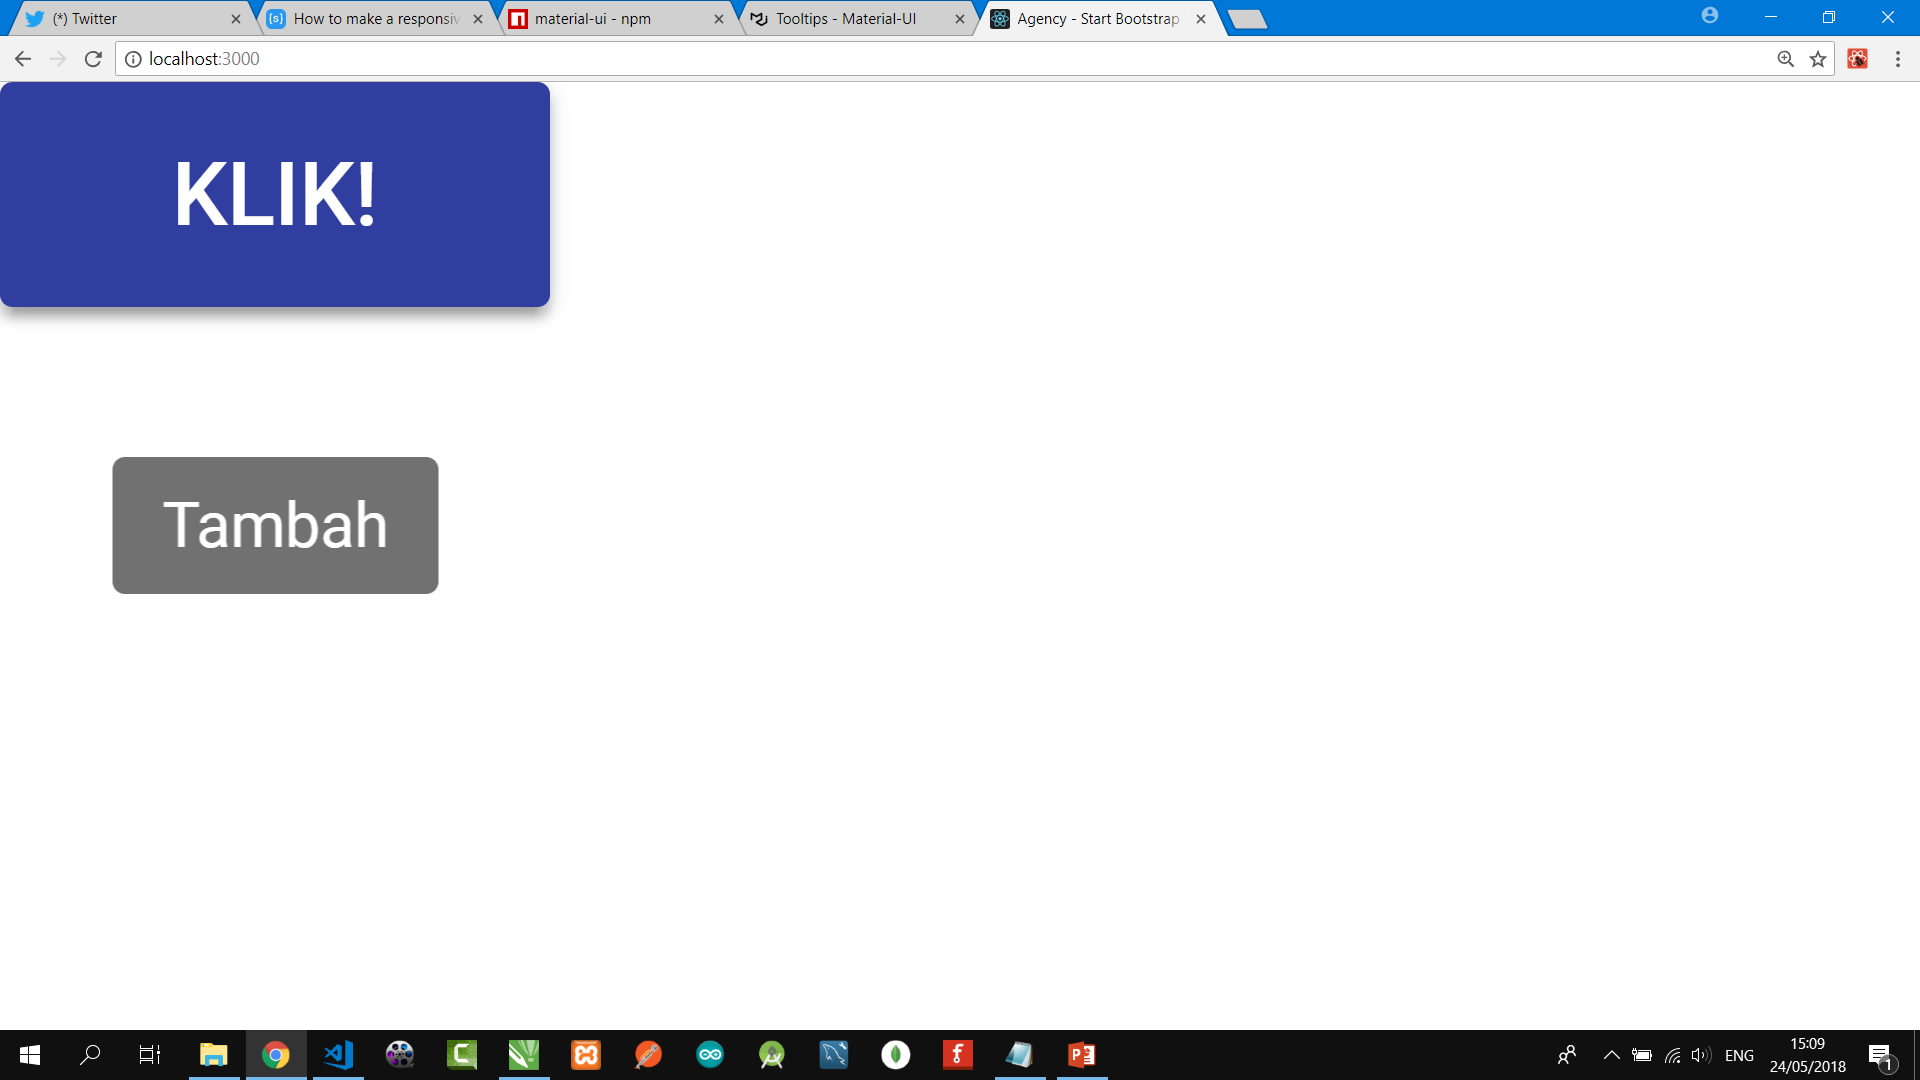 (*) Twitter
How to make a responsiv
material-ui - npm
Tooltips - Material-UI
Agency - Start Bootstrap
localhost:3000
KLIK!
Tambah
ENG
15:09
24/05/2018
1